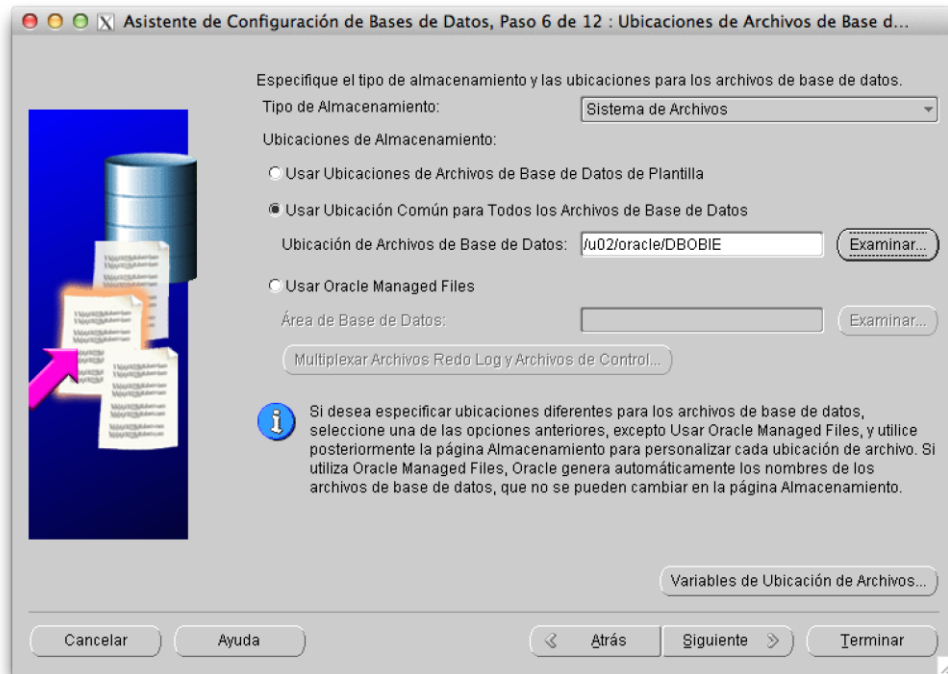 Asistente de Configuración de Bases de Datos, Paso 6 de 12 : Ubicaciones de Archivos de Base d...
Especifique el tipo de almacenamiento y las ubicaciones para los archivos de base de datos.
Tipo de Almacenamiento: Sistema de Archivos
Ubicaciones de Almacenamiento:
Usar Ubicaciones de Archivos de Base de Datos de Plantilla
Usar Ubicación Común para Todos los Archivos de Base de Datos
Ubicación de Archivos de Base de Datos: /u02/oracle/DBOBIE Examinar...
Usar Oracle Managed Files
Área de Base de Datos: Examinar...
Multiplexar Archivos Redo Log y Archivos de Control...
Si desea especificar ubicaciones diferentes para los archivos de base de datos,
seleccione una de las opciones anteriores, excepto Usar Oracle Managed Files, y utilice
posteriormente la página Almacenamiento para personalizar cada ubicación de archivo. Si
utiliza Oracle Managed Files, Oracle genera automáticamente los nombres de los
archivos de base de datos, que no se pueden cambiar en la página Almacenamiento.
Variables de Ubicación de Archivos...
Cancelar Ayuda Atrás Siguiente Terminar